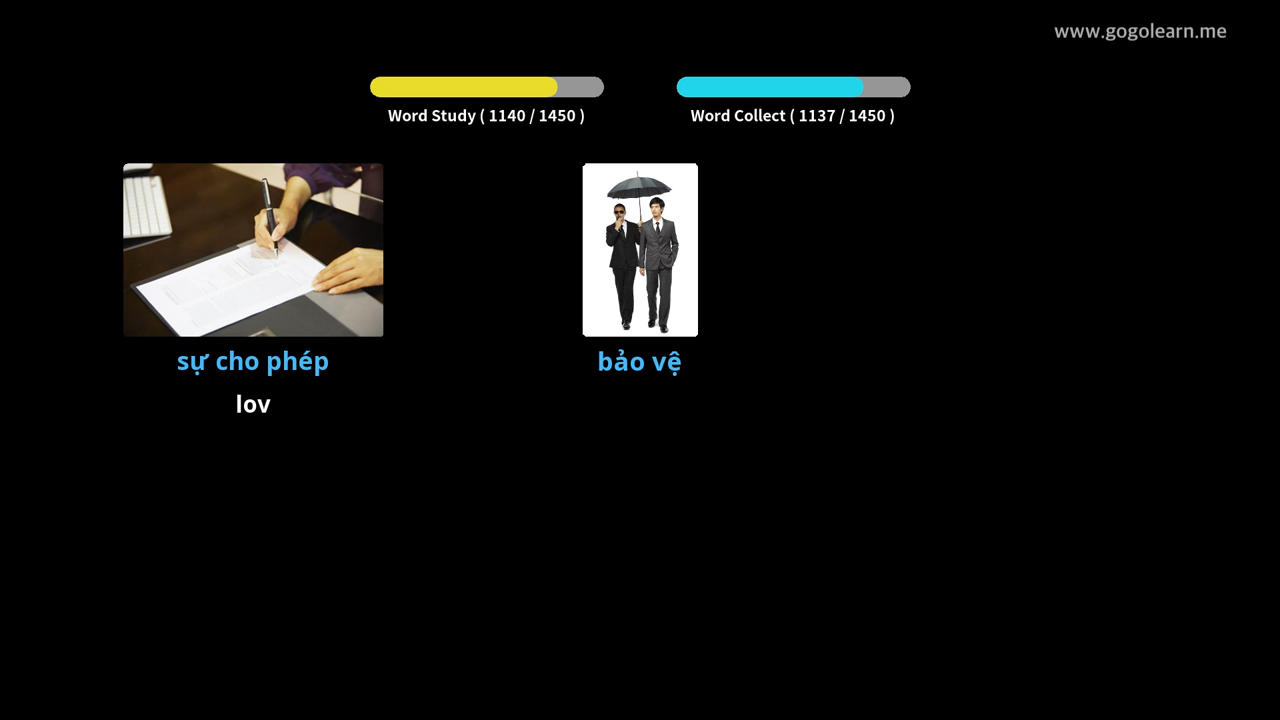 www.gogolearn.me
Word Study ( 1140 / 1450 )
Word Collect ( 1137 / 1450 )
sự cho phép
bảo vệ
lov